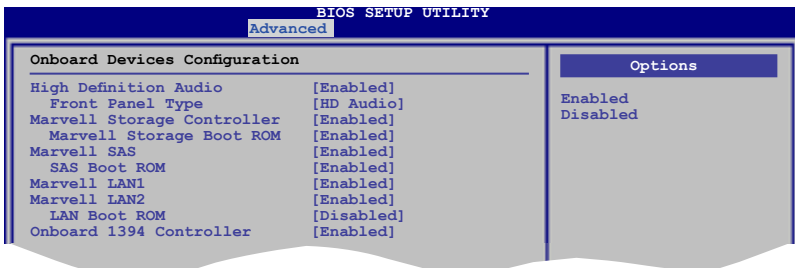 BIOS SETUP UTILITY
Advanced
Onboard Devices Configuration
High Definition Audio [Enabled]
Front Panel Type [HD Audio]
Marvell Storage Controller [Enabled]
Marvell Storage Boot ROM [Enabled]
Marvell SAS [Enabled]
SAS Boot ROM [Enabled]
Marvell LAN1 [Enabled]
Marvell LAN2 [Enabled]
LAN Boot ROM [Disabled]
Onboard 1394 Controller [Enabled]
Options
Enabled
Disabled